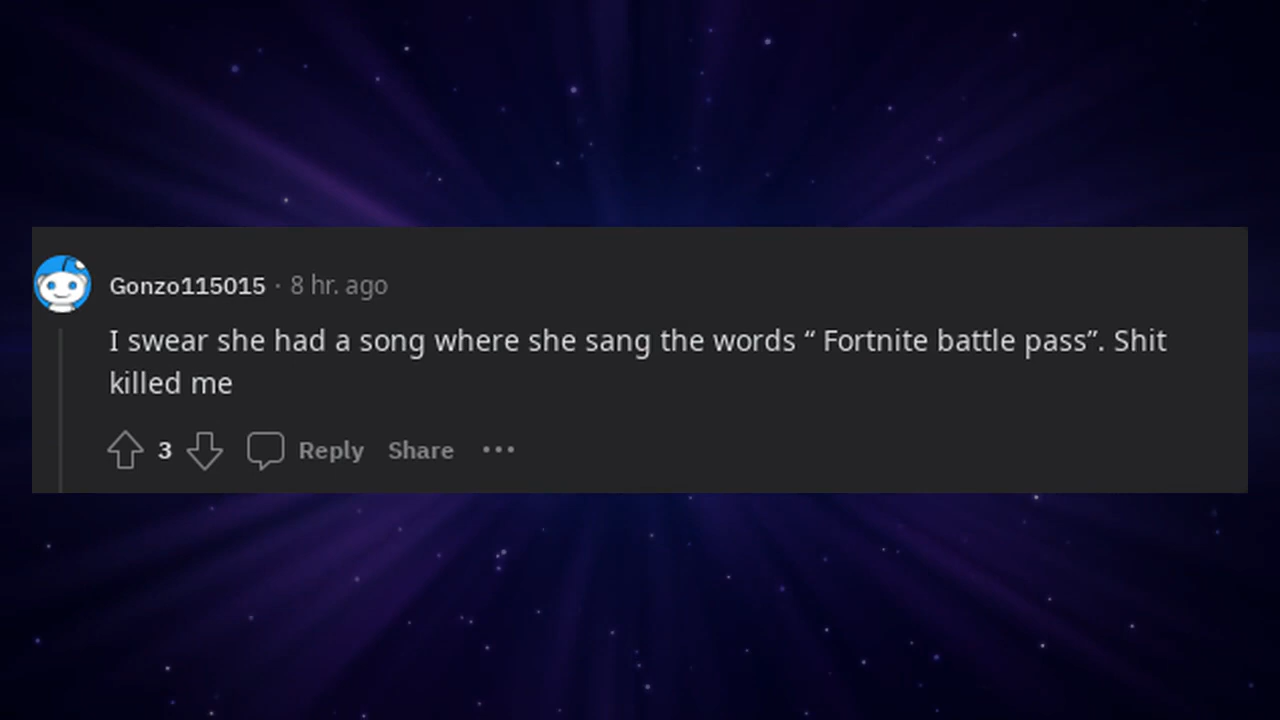 Gonzo115015 · 8 hr. ago
I swear she had a song where she sang the words “ Fortnite battle pass”. Shit
killed me
3 Reply Share •••